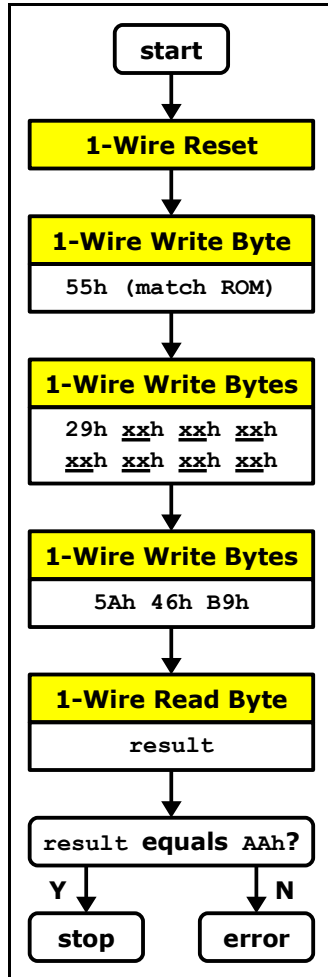 start
1-Wire Reset
1-Wire Write Byte
55h (match ROM)
1-Wire Write Bytes
29h xxh xxh xxh
xxh xxh xxh xxh
1-Wire Write Bytes
5Ah 46h B9h
1-Wire Read Byte
result
result equals AAh?
Y N
stop error